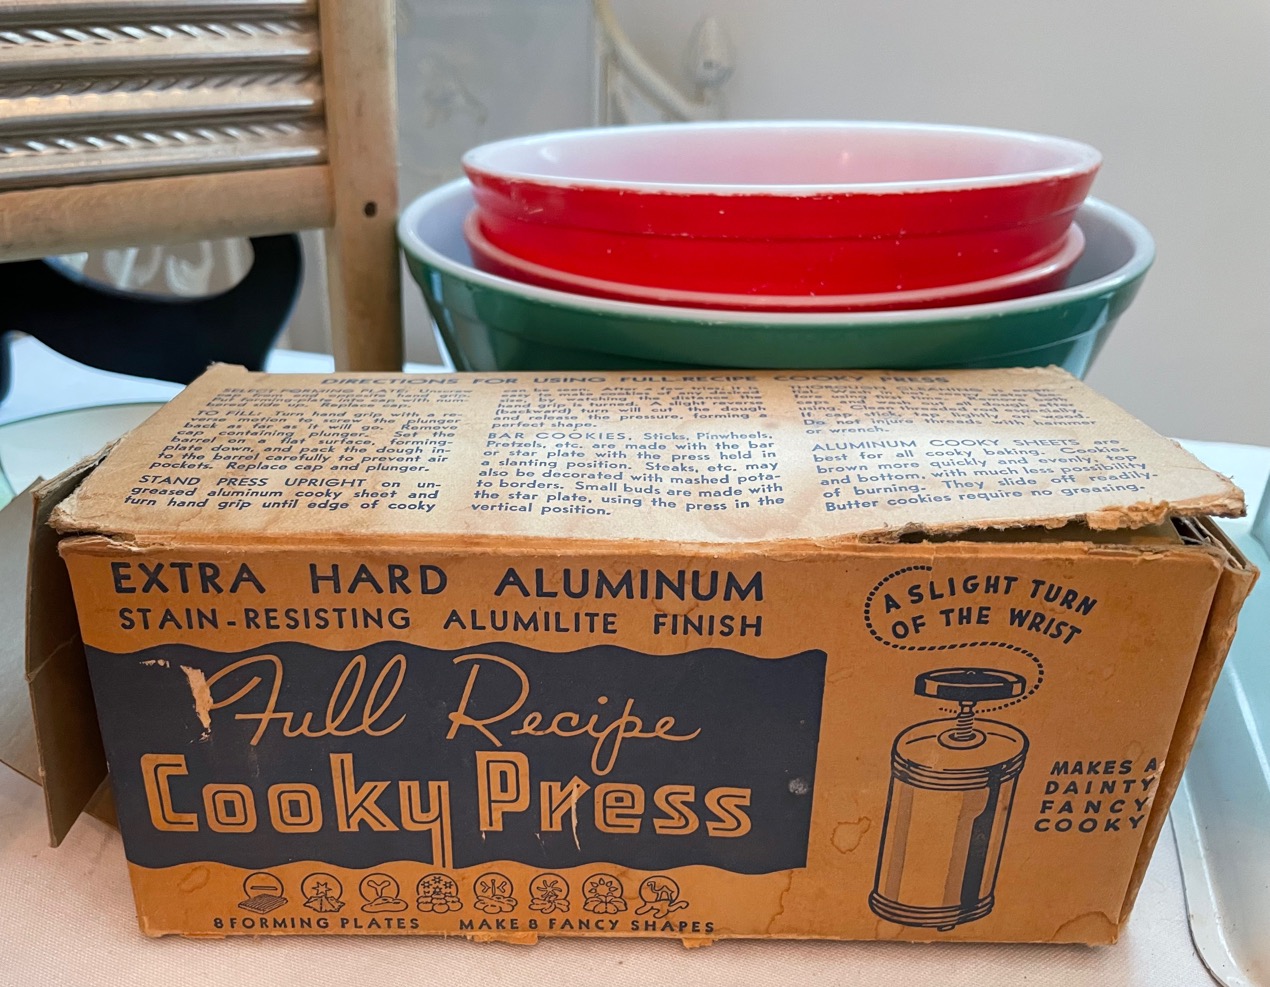 DIRECTIONS FOR USING FULL-RECIPE COOKY PRESS
TO FILL: Turn hand grip with a re-
verse motion to screw the plunger
back as far as it will go. Remove
cap containing plunger. Set the
barrel on a flat surface, forming-
plate down, and pack the dough in-
to the barrel carefully to prevent air
pockets. Replace cap and plunger.
STAND PRESS UPRIGHT on un-
greased aluminum cooky sheet and
turn hand grip until edge of cooky
can be seen. After a
(backward) turn will cut the dough
and release the pressure, forming a
perfect shape.
BAR COOKIES, Sticks, Pinwheels,
Pretzels, etc. are made with the bar
or star plate with the press held in
a slanting position. Steaks, etc. may
also be decorated with mashed pota-
to borders. Small buds are made with
the star plate, using the press in the
vertical position.
Do not injure threads with hammer
or wrench.
ALUMINUM COOKY SHEETS are
best for all cooky baking. Cookies
brown more quickly and evenly, top
and bottom, with much less possibility
of burning. They slide off readily.
Butter cookies require no greasing.
EXTRA HARD ALUMINUM
STAIN-RESISTING ALUMILITE FINISH
Full Recipe
Cooky Press
8 FORMING PLATES MAKE 8 FANCY SHAPES
A SLIGHT TURN
OF THE WRIST
MAKES A
DAINTY
FANCY
COOKY